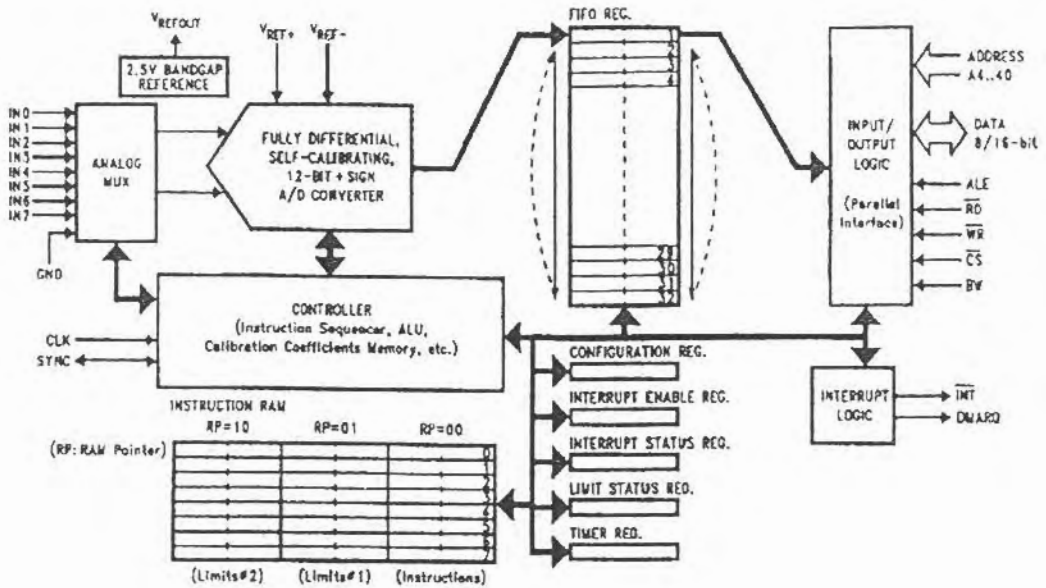 VREFOUT
2.5V BANDGAP
REFERENCE
VREF+
VREF-
IN0
IN1
IN2
IN3
IN4
IN5
IN6
IN7
GND
ANALOG
MUX
FULLY DIFFERENTIAL,
SELF-CALIBRATING,
12-BIT + SIGN
A/D CONVERTER
FIFO REG.
1
2
3
4
INPUT/
OUTPUT
LOGIC
(Parallel
Interface)
ADDRESS
A4..A0
DATA
8/16-bit
ALE
RD
WR
CS
BW
CONTROLLER
(Instruction Sequencer, ALU,
Calibration Coefficients Memory, etc.)
CLK
SYNC
INTERRUPT
LOGIC
INT
DMARQ
CONFIGURATION REG.
INTERRUPT ENABLE REG.
INTERRUPT STATUS REG.
LIMIT STATUS REG.
TIMER REG.
INSTRUCTION RAM
RP=10 RP=01 RP=00
(RP: RAM Pointer)
(Limits#2) (Limits#1) (Instructions)